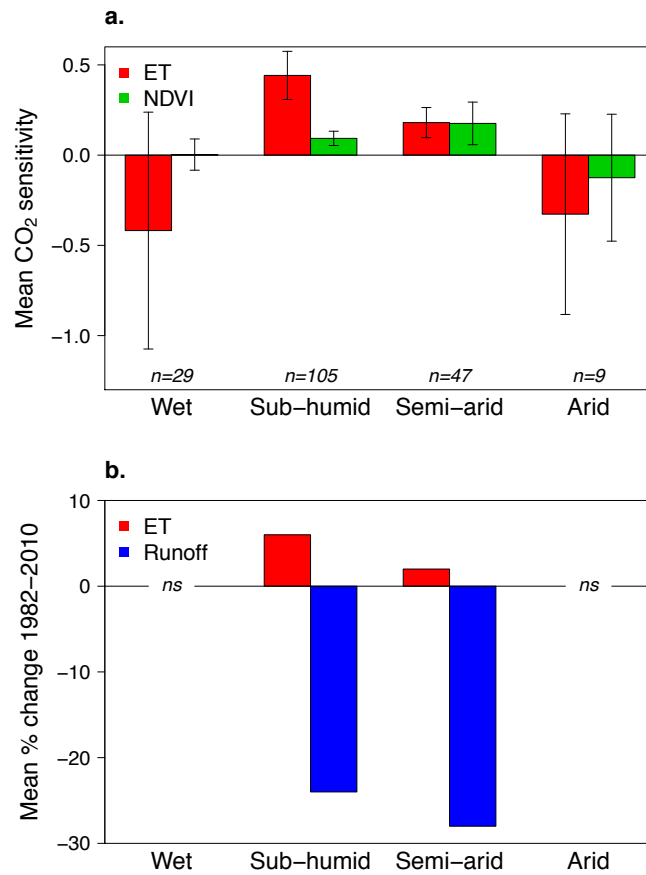 a.
0.5
0.0
−0.5
−1.0
Mean CO₂ sensitivity
ET
NDVI
n=29 n=105 n=47 n=9
Wet Sub−humid Semi−arid Arid
b.
10
0
−10
−20
−30
Mean % change 1982−2010
ET
Runoff
ns ns
Wet Sub−humid Semi−arid Arid